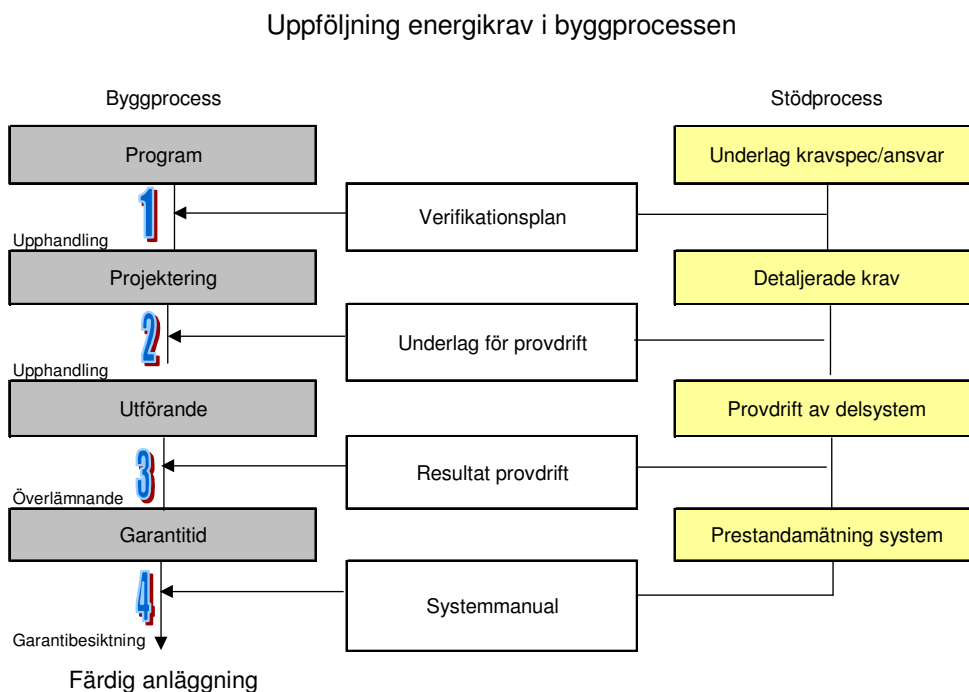 Uppföljning energikrav i byggprocessen
Byggprocess
Stödprocess
Program
Underlag kravspec/ansvar
1
Verifikationsplan
Upphandling
Projektering
Detaljerade krav
2
Underlag för provdrift
Upphandling
Utförande
Provdrift av delsystem
3
Resultat provdrift
Överlämnande
Garantitid
Prestandamätning system
4
Systemmanual
Garantibesiktning
Färdig anläggning